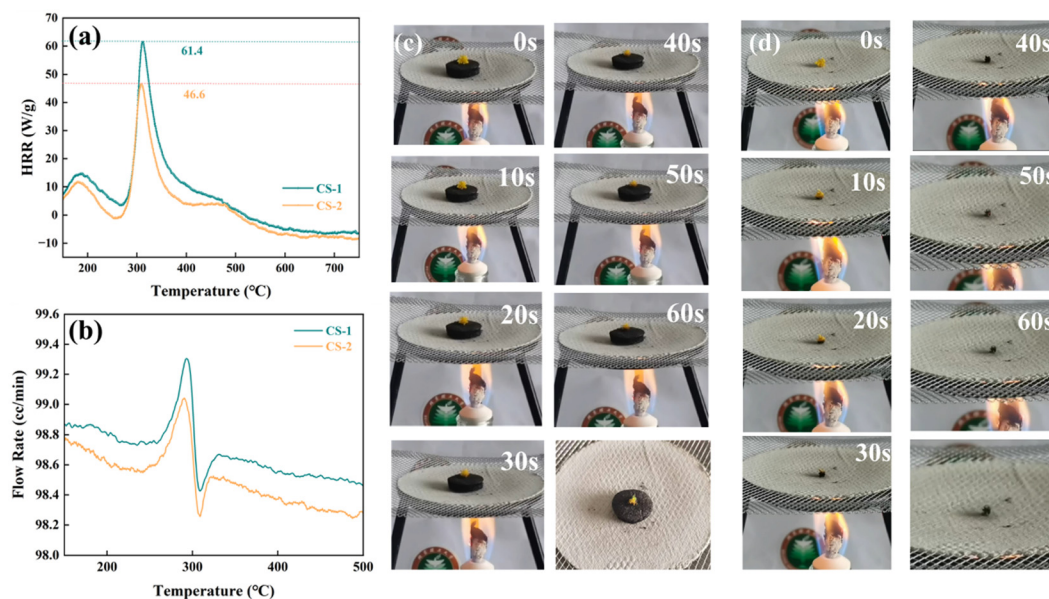 (a)
70
60
50
40
30
20
10
0
−10
61.4
46.6
CS-1
CS-2
HRR (W/g)
200
300
400
500
600
700
Temperature (℃)
(b)
99.6
99.4
99.2
99.0
98.8
98.6
98.4
98.2
98.0
CS-1
CS-2
Flow Rate (cc/min)
200
300
400
500
Temperature (℃)
(c)
0s
40s
10s
50s
20s
60s
30s
(d)
0s
40s
10s
50s
20s
60s
30s